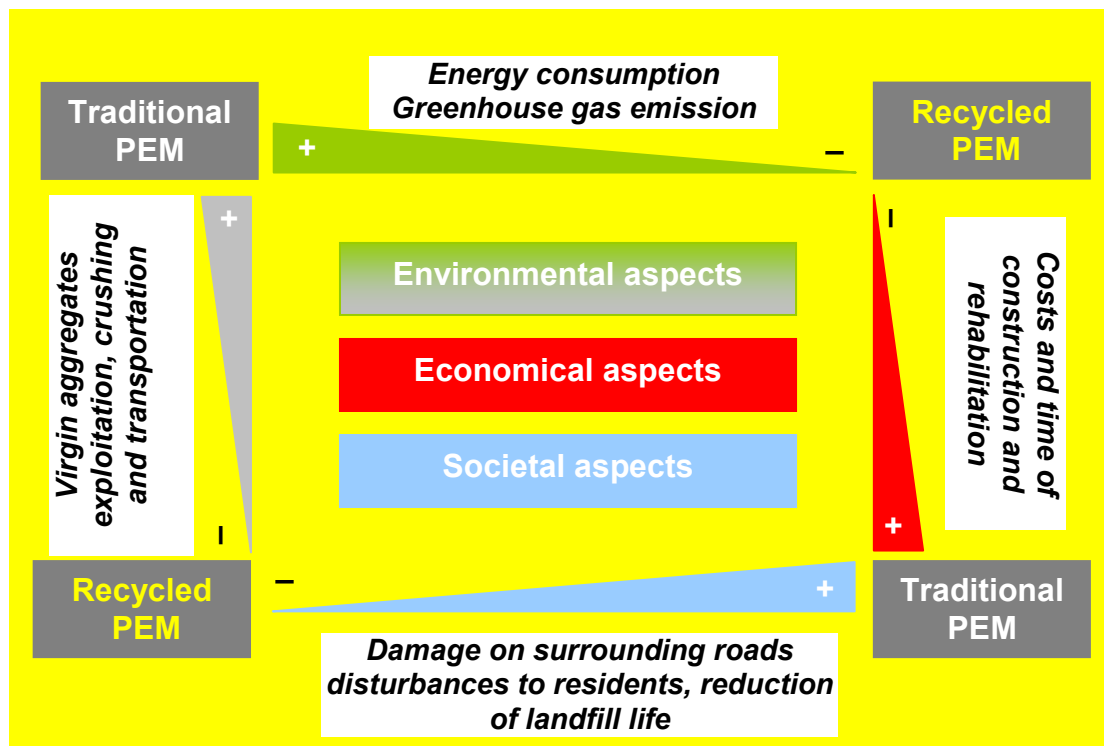 Energy consumption
Greenhouse gas emission
Traditional
PEM
+
–
Recycled
PEM
Virgin aggregates
exploitation, crushing
and transportation
+
–
Environmental aspects
Economical aspects
Societal aspects
–
+
Costs and time of
construction and
rehabilitation
Recycled
PEM
–
+
Traditional
PEM
Damage on surrounding roads
disturbances to residents, reduction
of landfill life